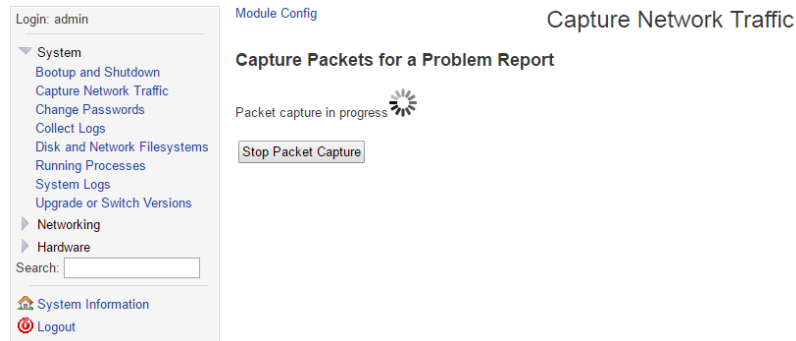 Login: admin
System
Bootup and Shutdown
Capture Network Traffic
Change Passwords
Collect Logs
Disk and Network Filesystems
Running Processes
System Logs
Upgrade or Switch Versions
Networking
Hardware
Search:
System Information
Logout
Module Config
Capture Network Traffic
Capture Packets for a Problem Report
Packet capture in progress
Stop Packet Capture